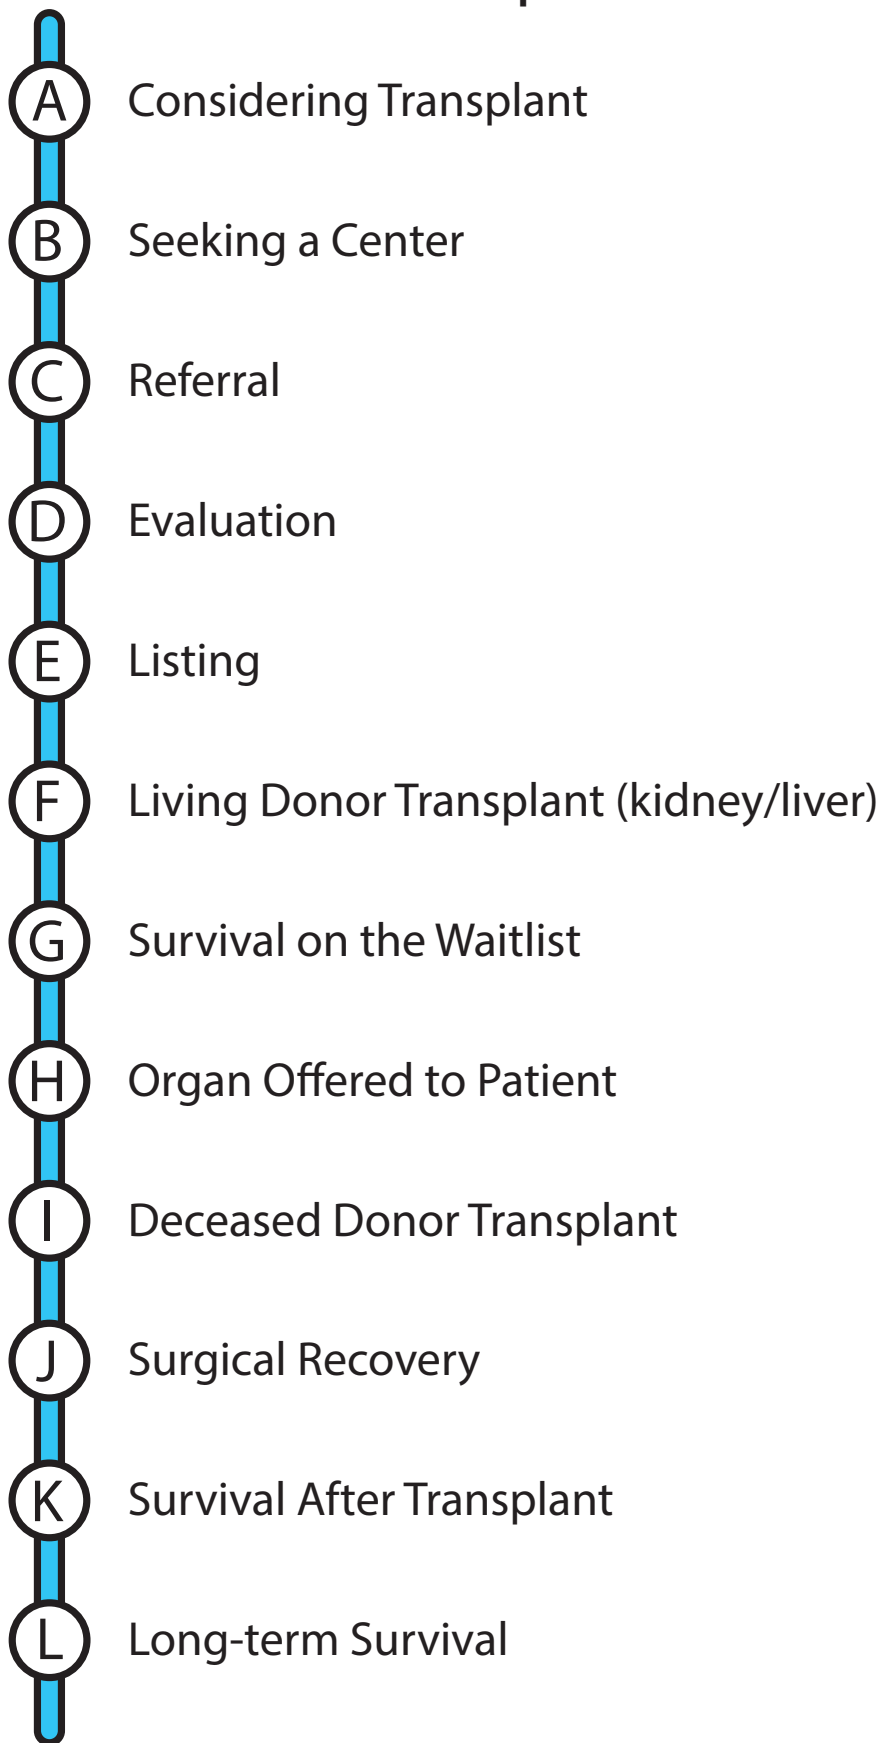 A Considering Transplant
B Seeking a Center
C Referral
D Evaluation
E Listing
F Living Donor Transplant (kidney/liver)
G Survival on the Waitlist
H Organ Offered to Patient
I Deceased Donor Transplant
J Surgical Recovery
K Survival After Transplant
L Long-term Survival